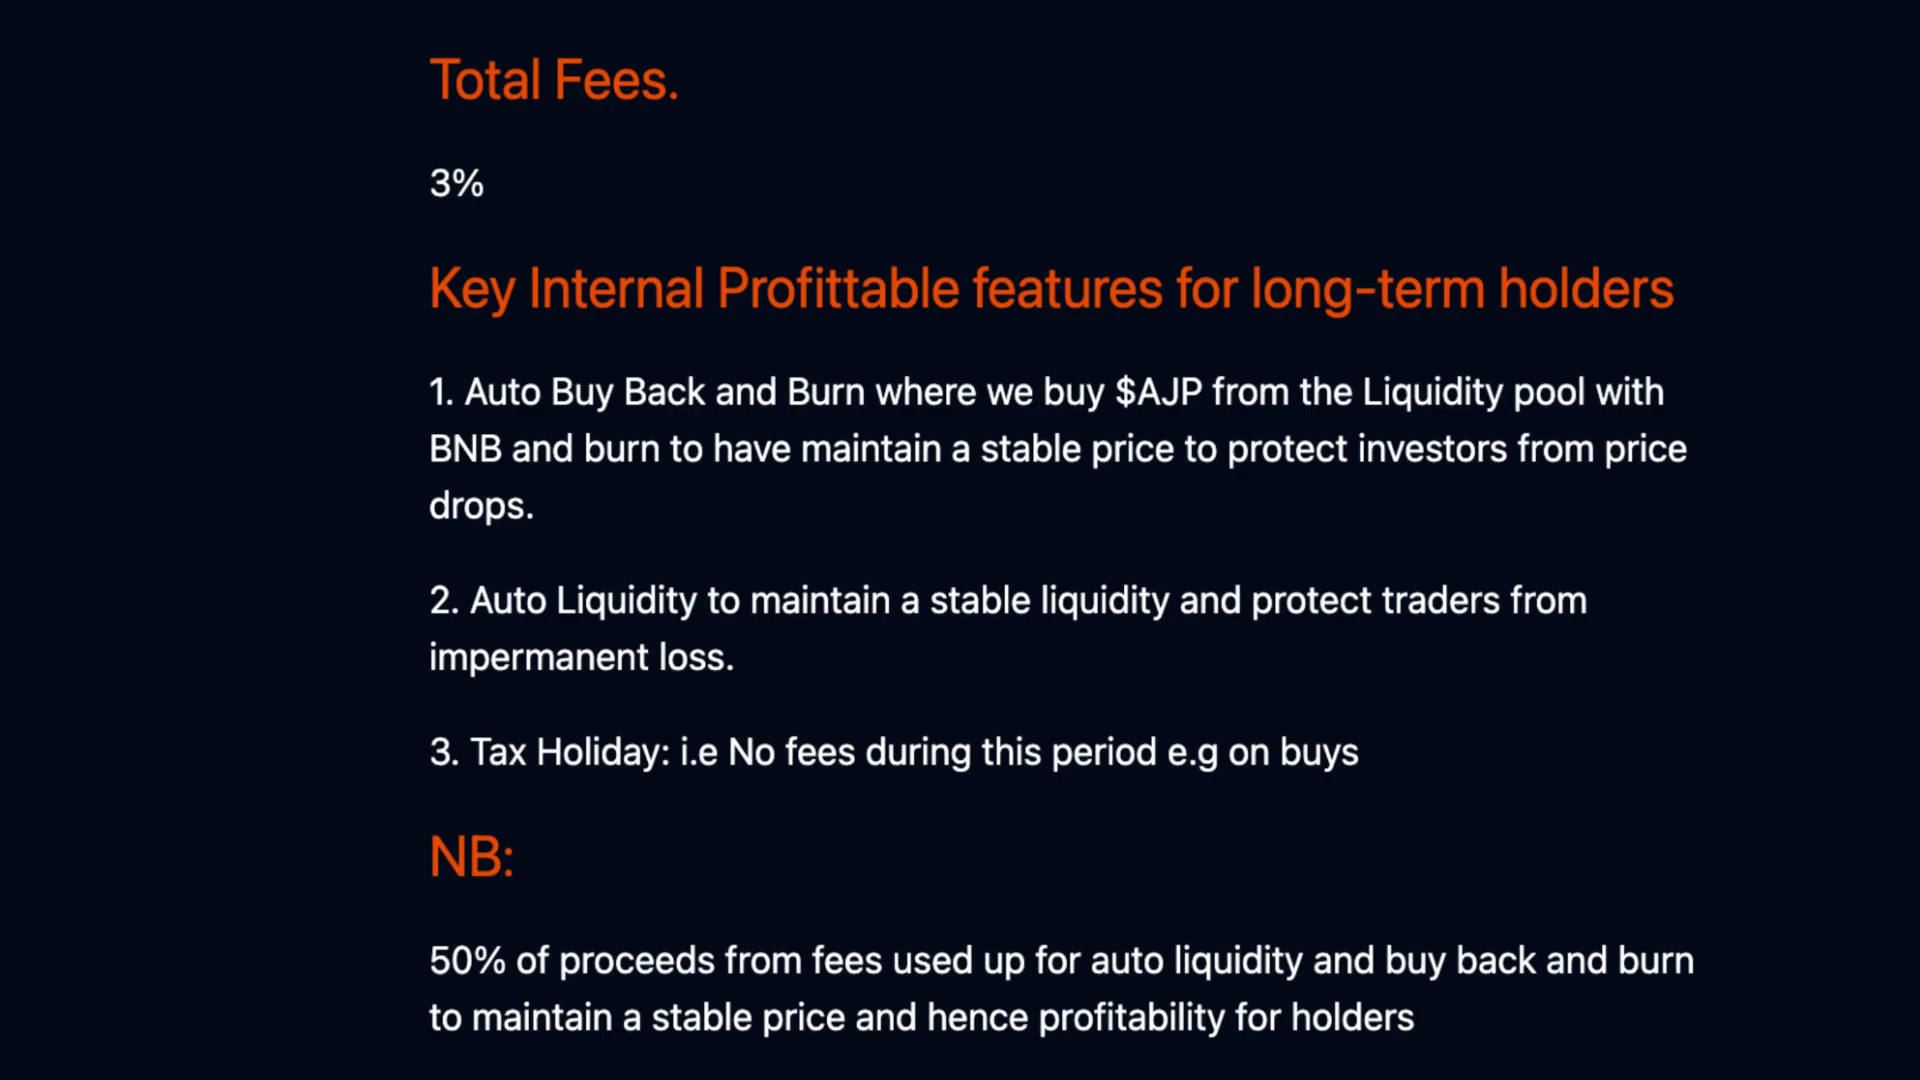 Total Fees.
3%
Key Internal Profittable features for long-term holders
1. Auto Buy Back and Burn where we buy $AJP from the Liquidity pool with
BNB and burn to have maintain a stable price to protect investors from price
drops.
2. Auto Liquidity to maintain a stable liquidity and protect traders from
impermanent loss.
3. Tax Holiday: i.e No fees during this period e.g on buys
NB:
50% of proceeds from fees used up for auto liquidity and buy back and burn
to maintain a stable price and hence profitability for holders